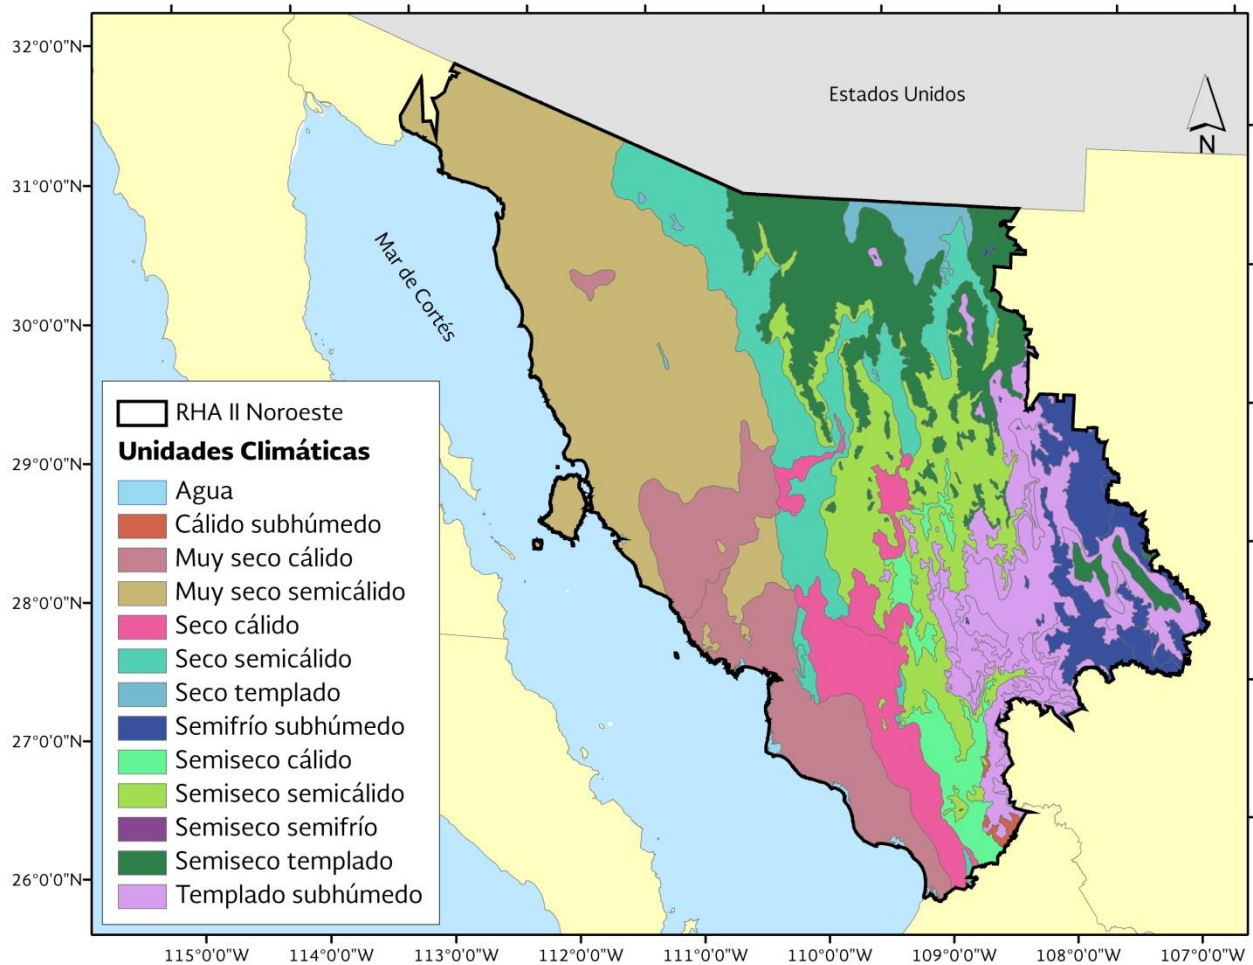 32°0'0"N
Estados Unidos
N
31°0'0"N
Mar de Cortés
30°0'0"N
RHA II Noroeste
Unidades Climáticas
29°0'0"N
Agua
Cálido subhúmedo
Muy seco cálido
Muy seco semicálido
28°0'0"N
Seco cálido
Seco semicálido
Seco templado
Semifrío subhúmedo
27°0'0"N
Semiseco cálido
Semiseco semicálido
Semiseco semifrío
Semiseco templado
26°0'0"N
Templado subhúmedo
115°0'0"W 114°0'0"W 113°0'0"W 112°0'0"W 111°0'0"W 110°0'0"W 109°0'0"W 108°0'0"W 107°0'0"W